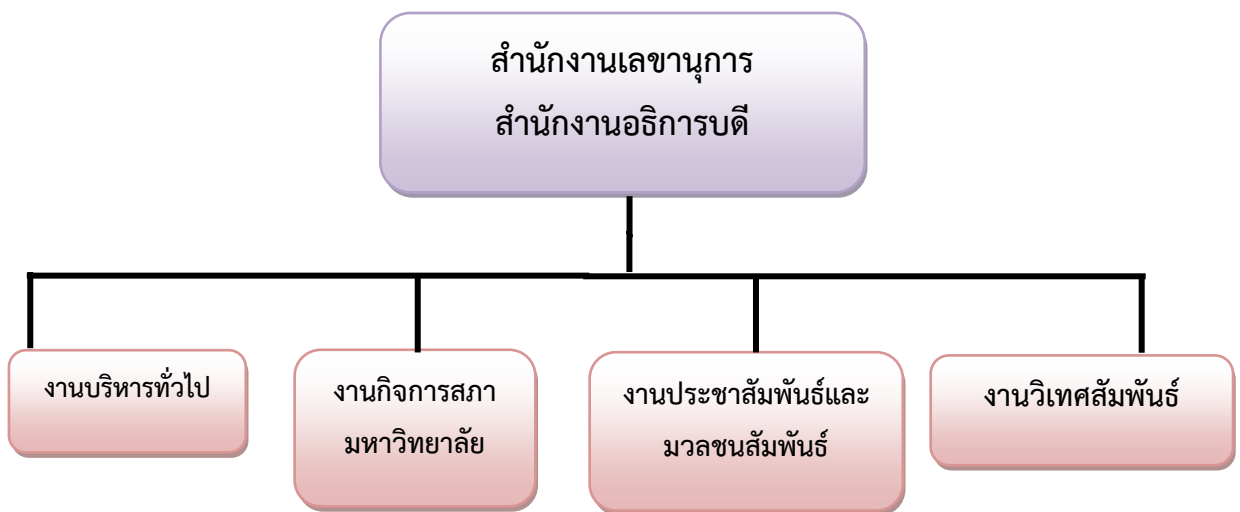 สำนักงานเลขานุการ
สำนักงานอธิการบดี
งานบริหารทั่วไป
งานกิจการสภา
มหาวิทยาลัย
งานประชาสัมพันธ์และ
มวลชนสัมพันธ์
งานวิเทศสัมพันธ์